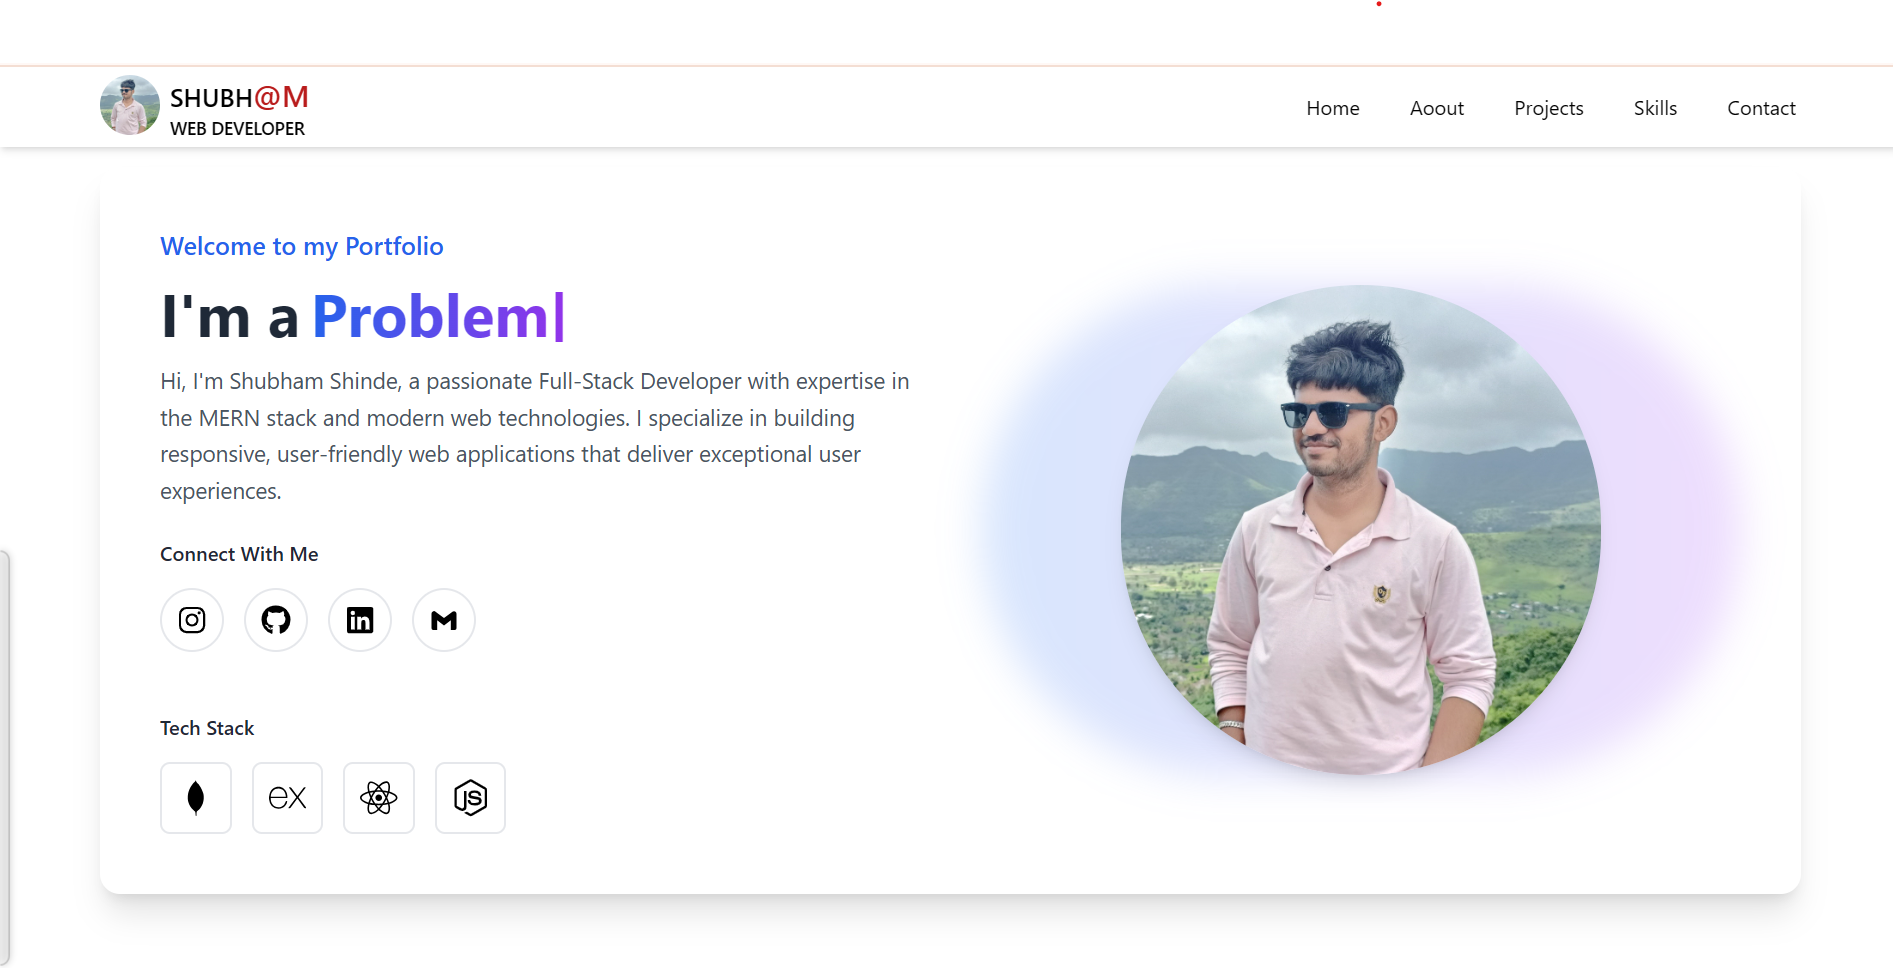 SHUBH@M
WEB DEVELOPER
Home Aoout Projects Skills Contact
Welcome to my Portfolio
I'm a Problem|
Hi, I'm Shubham Shinde, a passionate Full-Stack Developer with expertise in
the MERN stack and modern web technologies. I specialize in building
responsive, user-friendly web applications that deliver exceptional user
experiences.
Connect With Me
in
Tech Stack
ex
JS